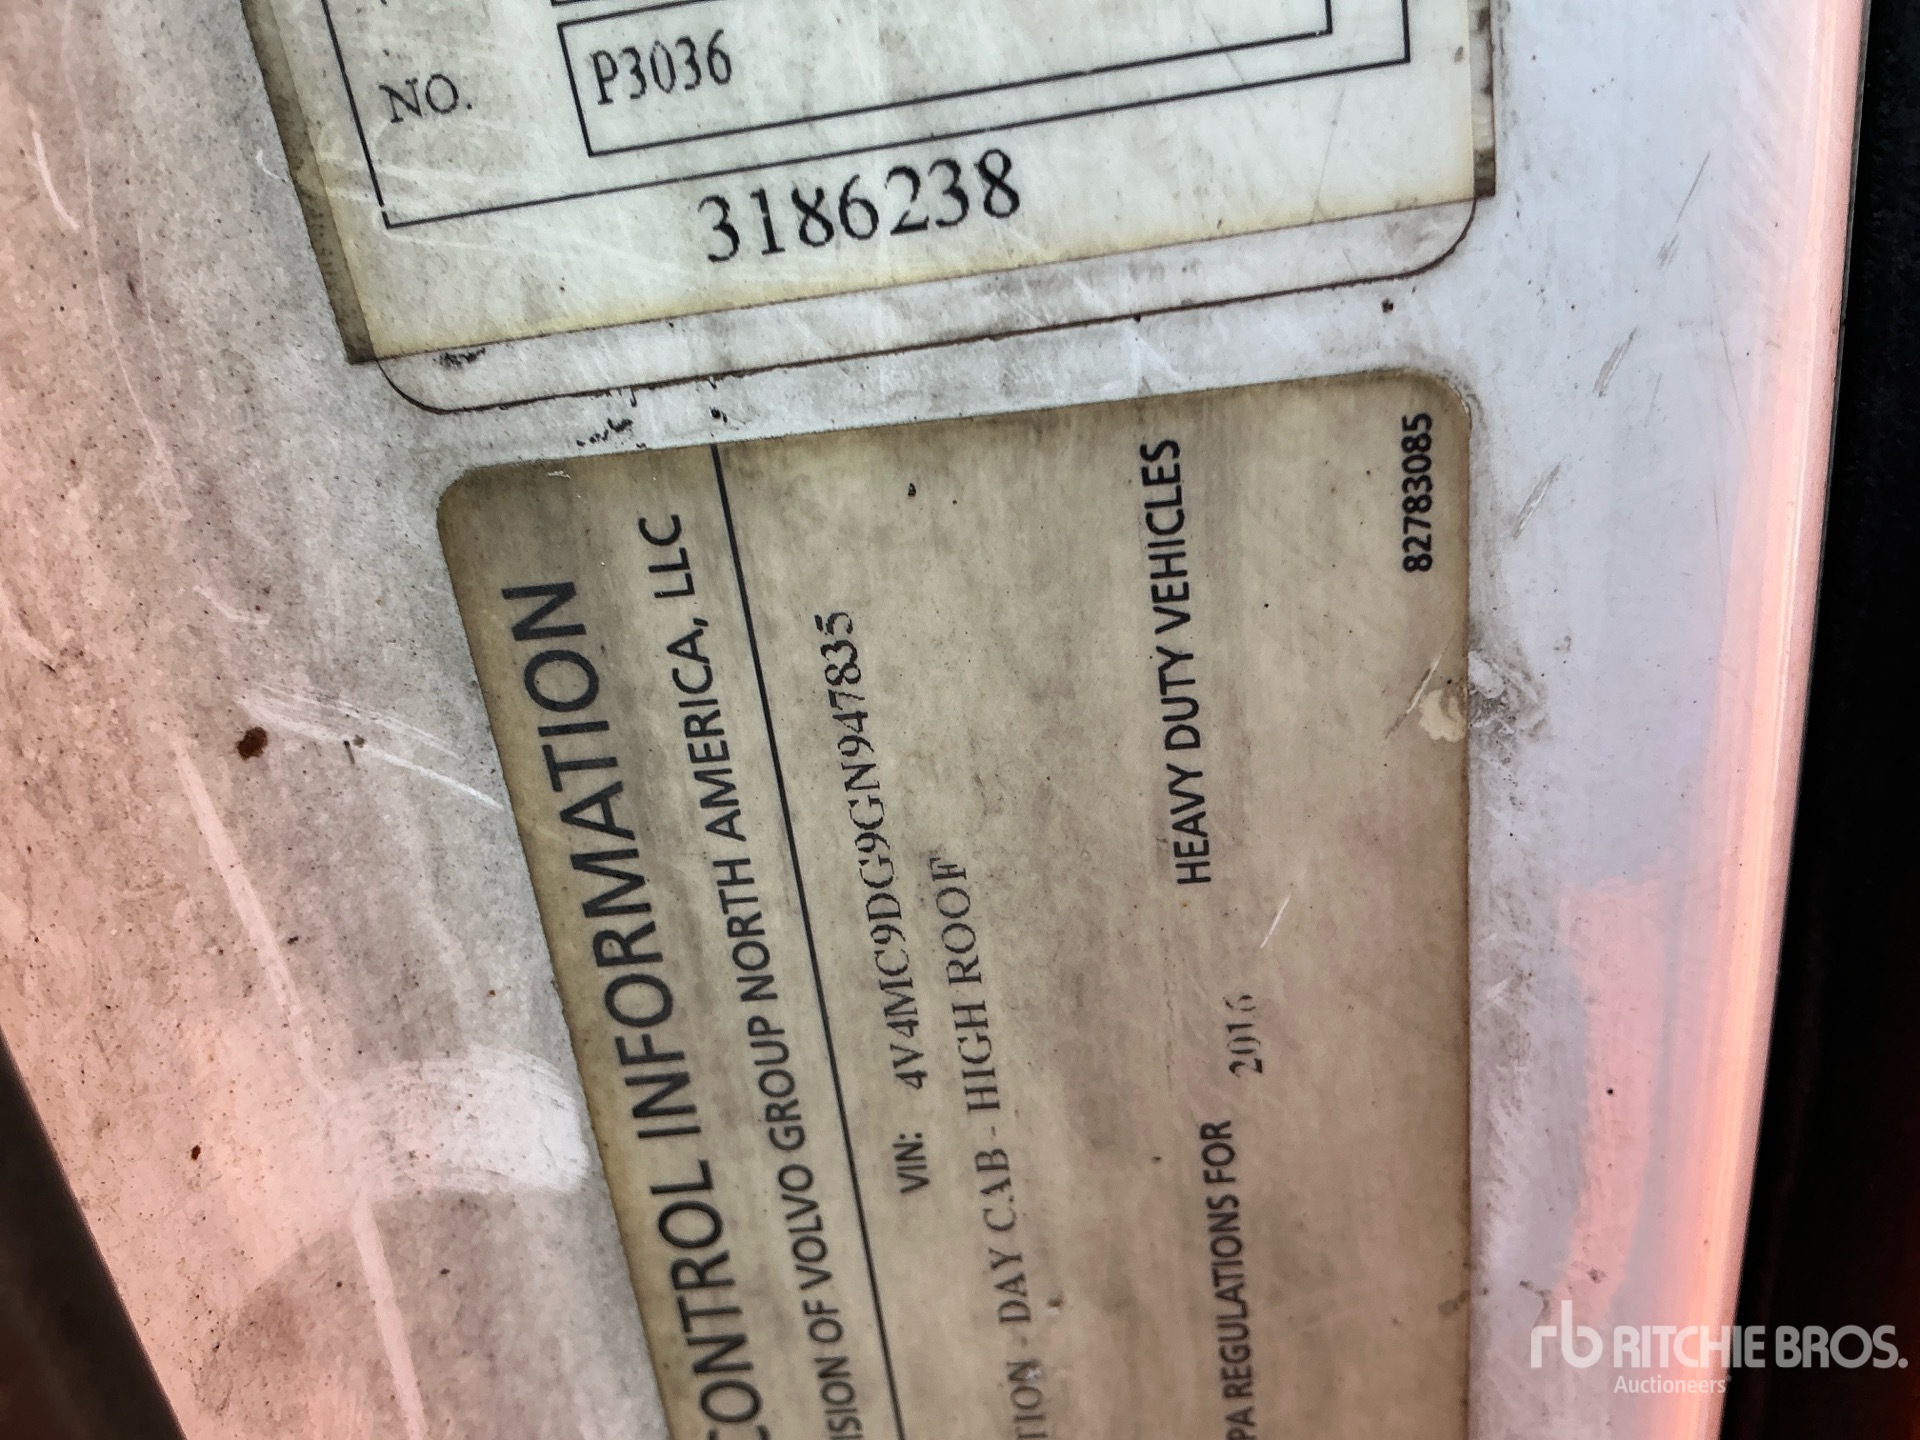 NO. P3036
3186238
CONTROL INFORMATION
ISION OF VOLVO GROUP NORTH AMERICA, LLC
VIN: 4V4MC9DG9GN947835
TION - DAY CAB - HIGH ROOF
PA REGULATIONS FOR 2016 HEAVY DUTY VEHICLES
82783085
rb RITCHIE BROS.
Auctioneers